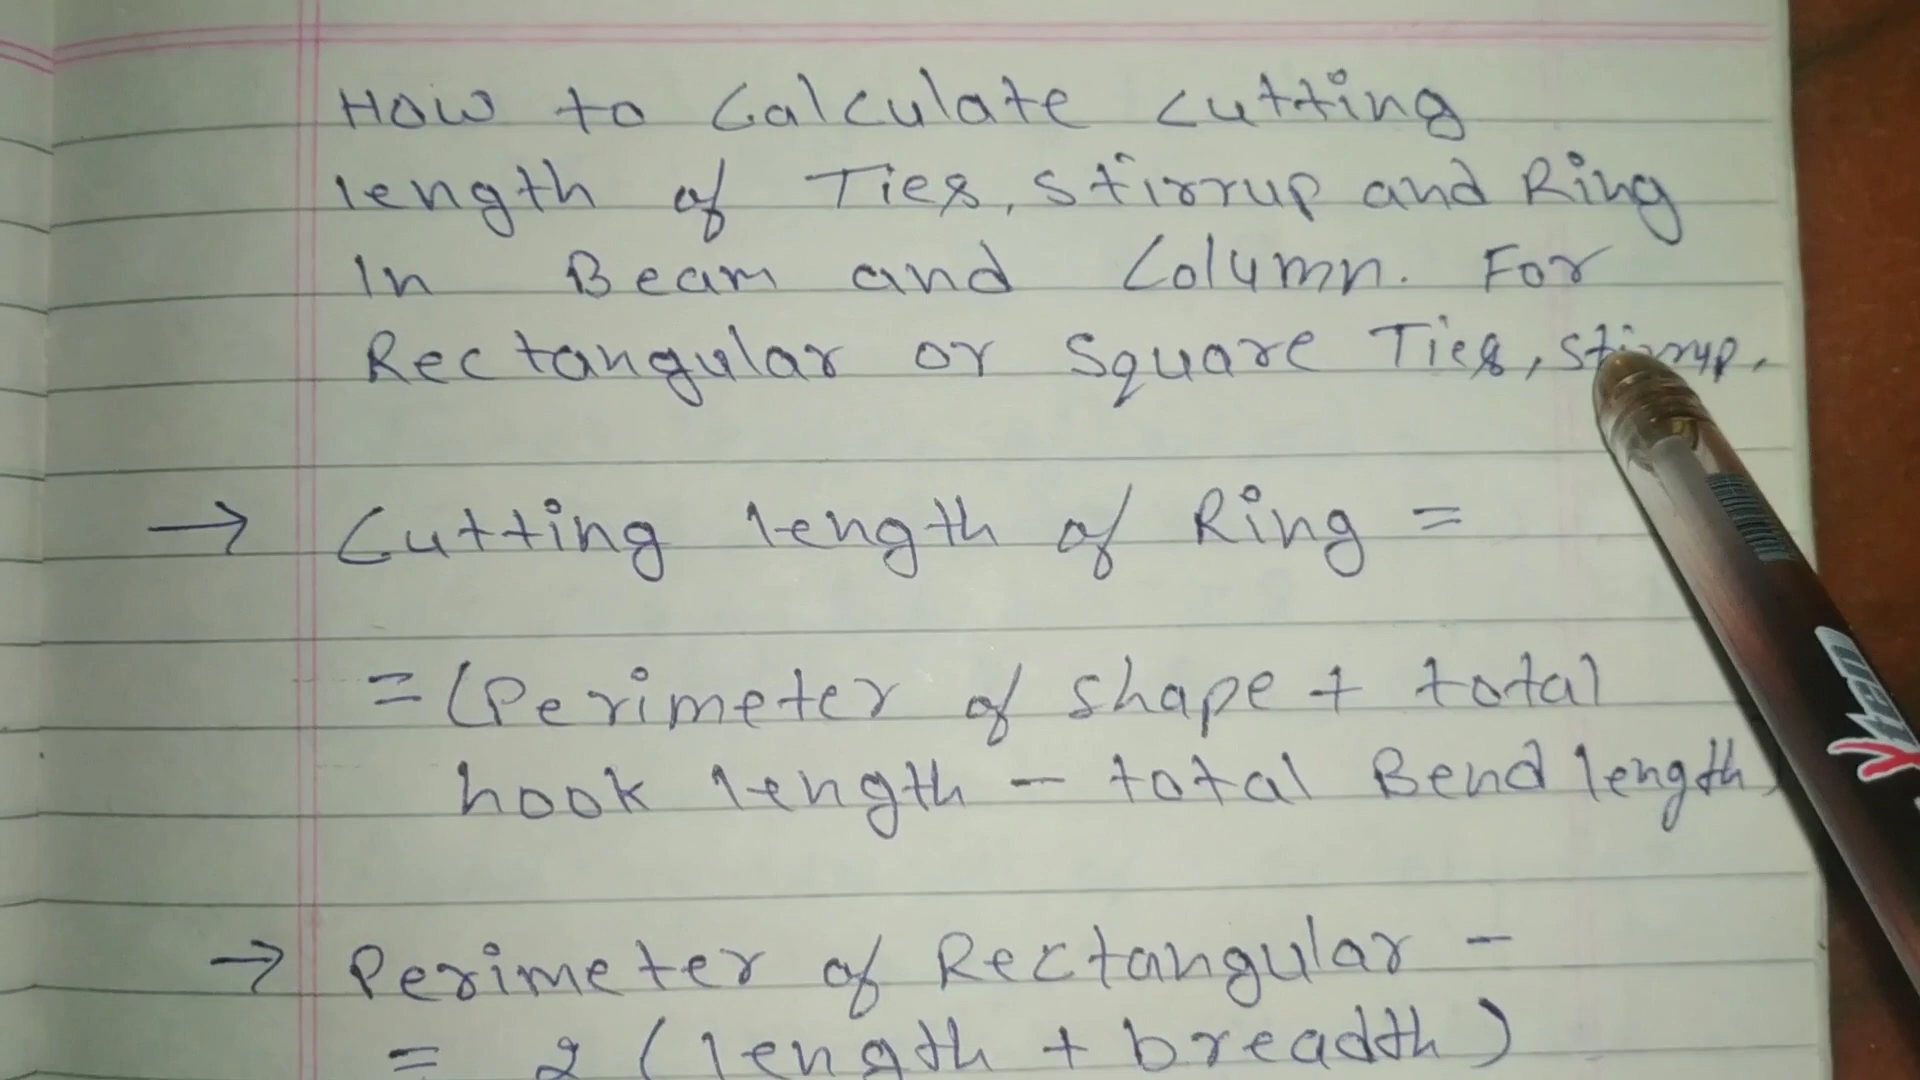 How to Calculate cutting
length of Ties, stirrup and Ring
In Beam and Column. For
Rectangular or Square Ties, stirrup.
→ Cutting length of Ring =
= (Perimeter of shape + total
hook length - total Bend length)
→ Perimeter of Rectangular -
= 2 (length + breadth)
Yten